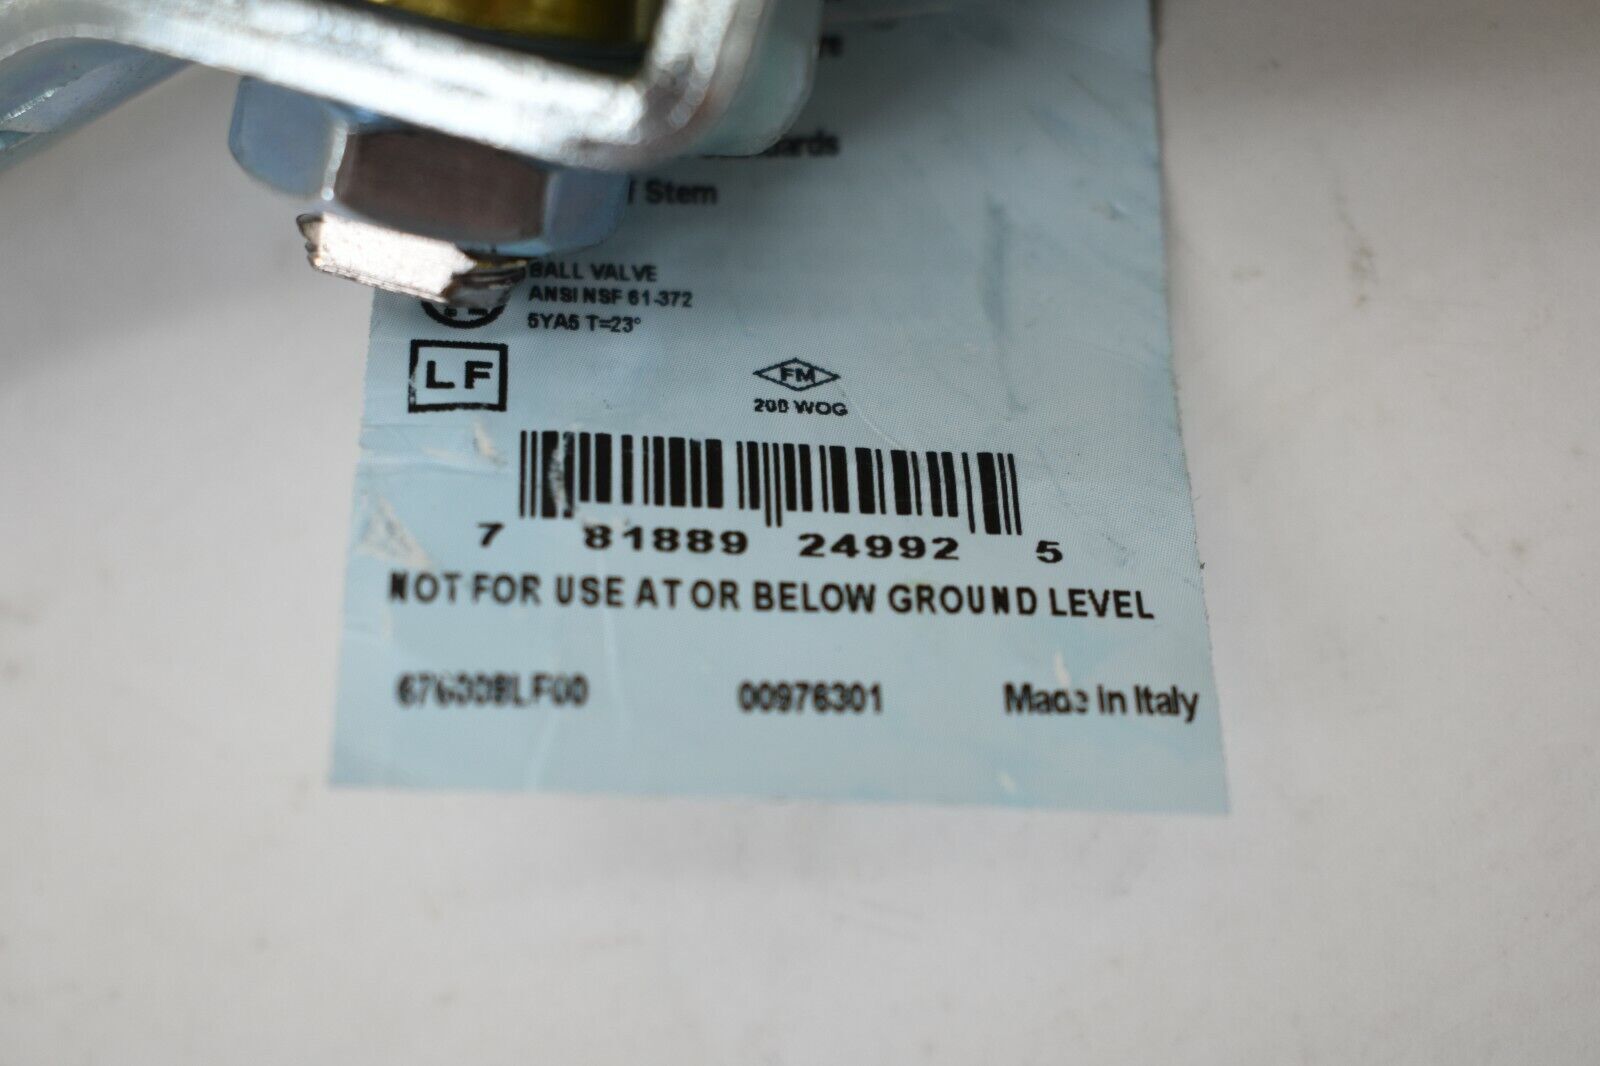 Stem
BALL VALVE
ANSI NSF 61-372
5YA5 T=23°
LF
FM
200 WOG
7 81889 24992 5
NOT FOR USE AT OR BELOW GROUND LEVEL
00976301
Made in Italy